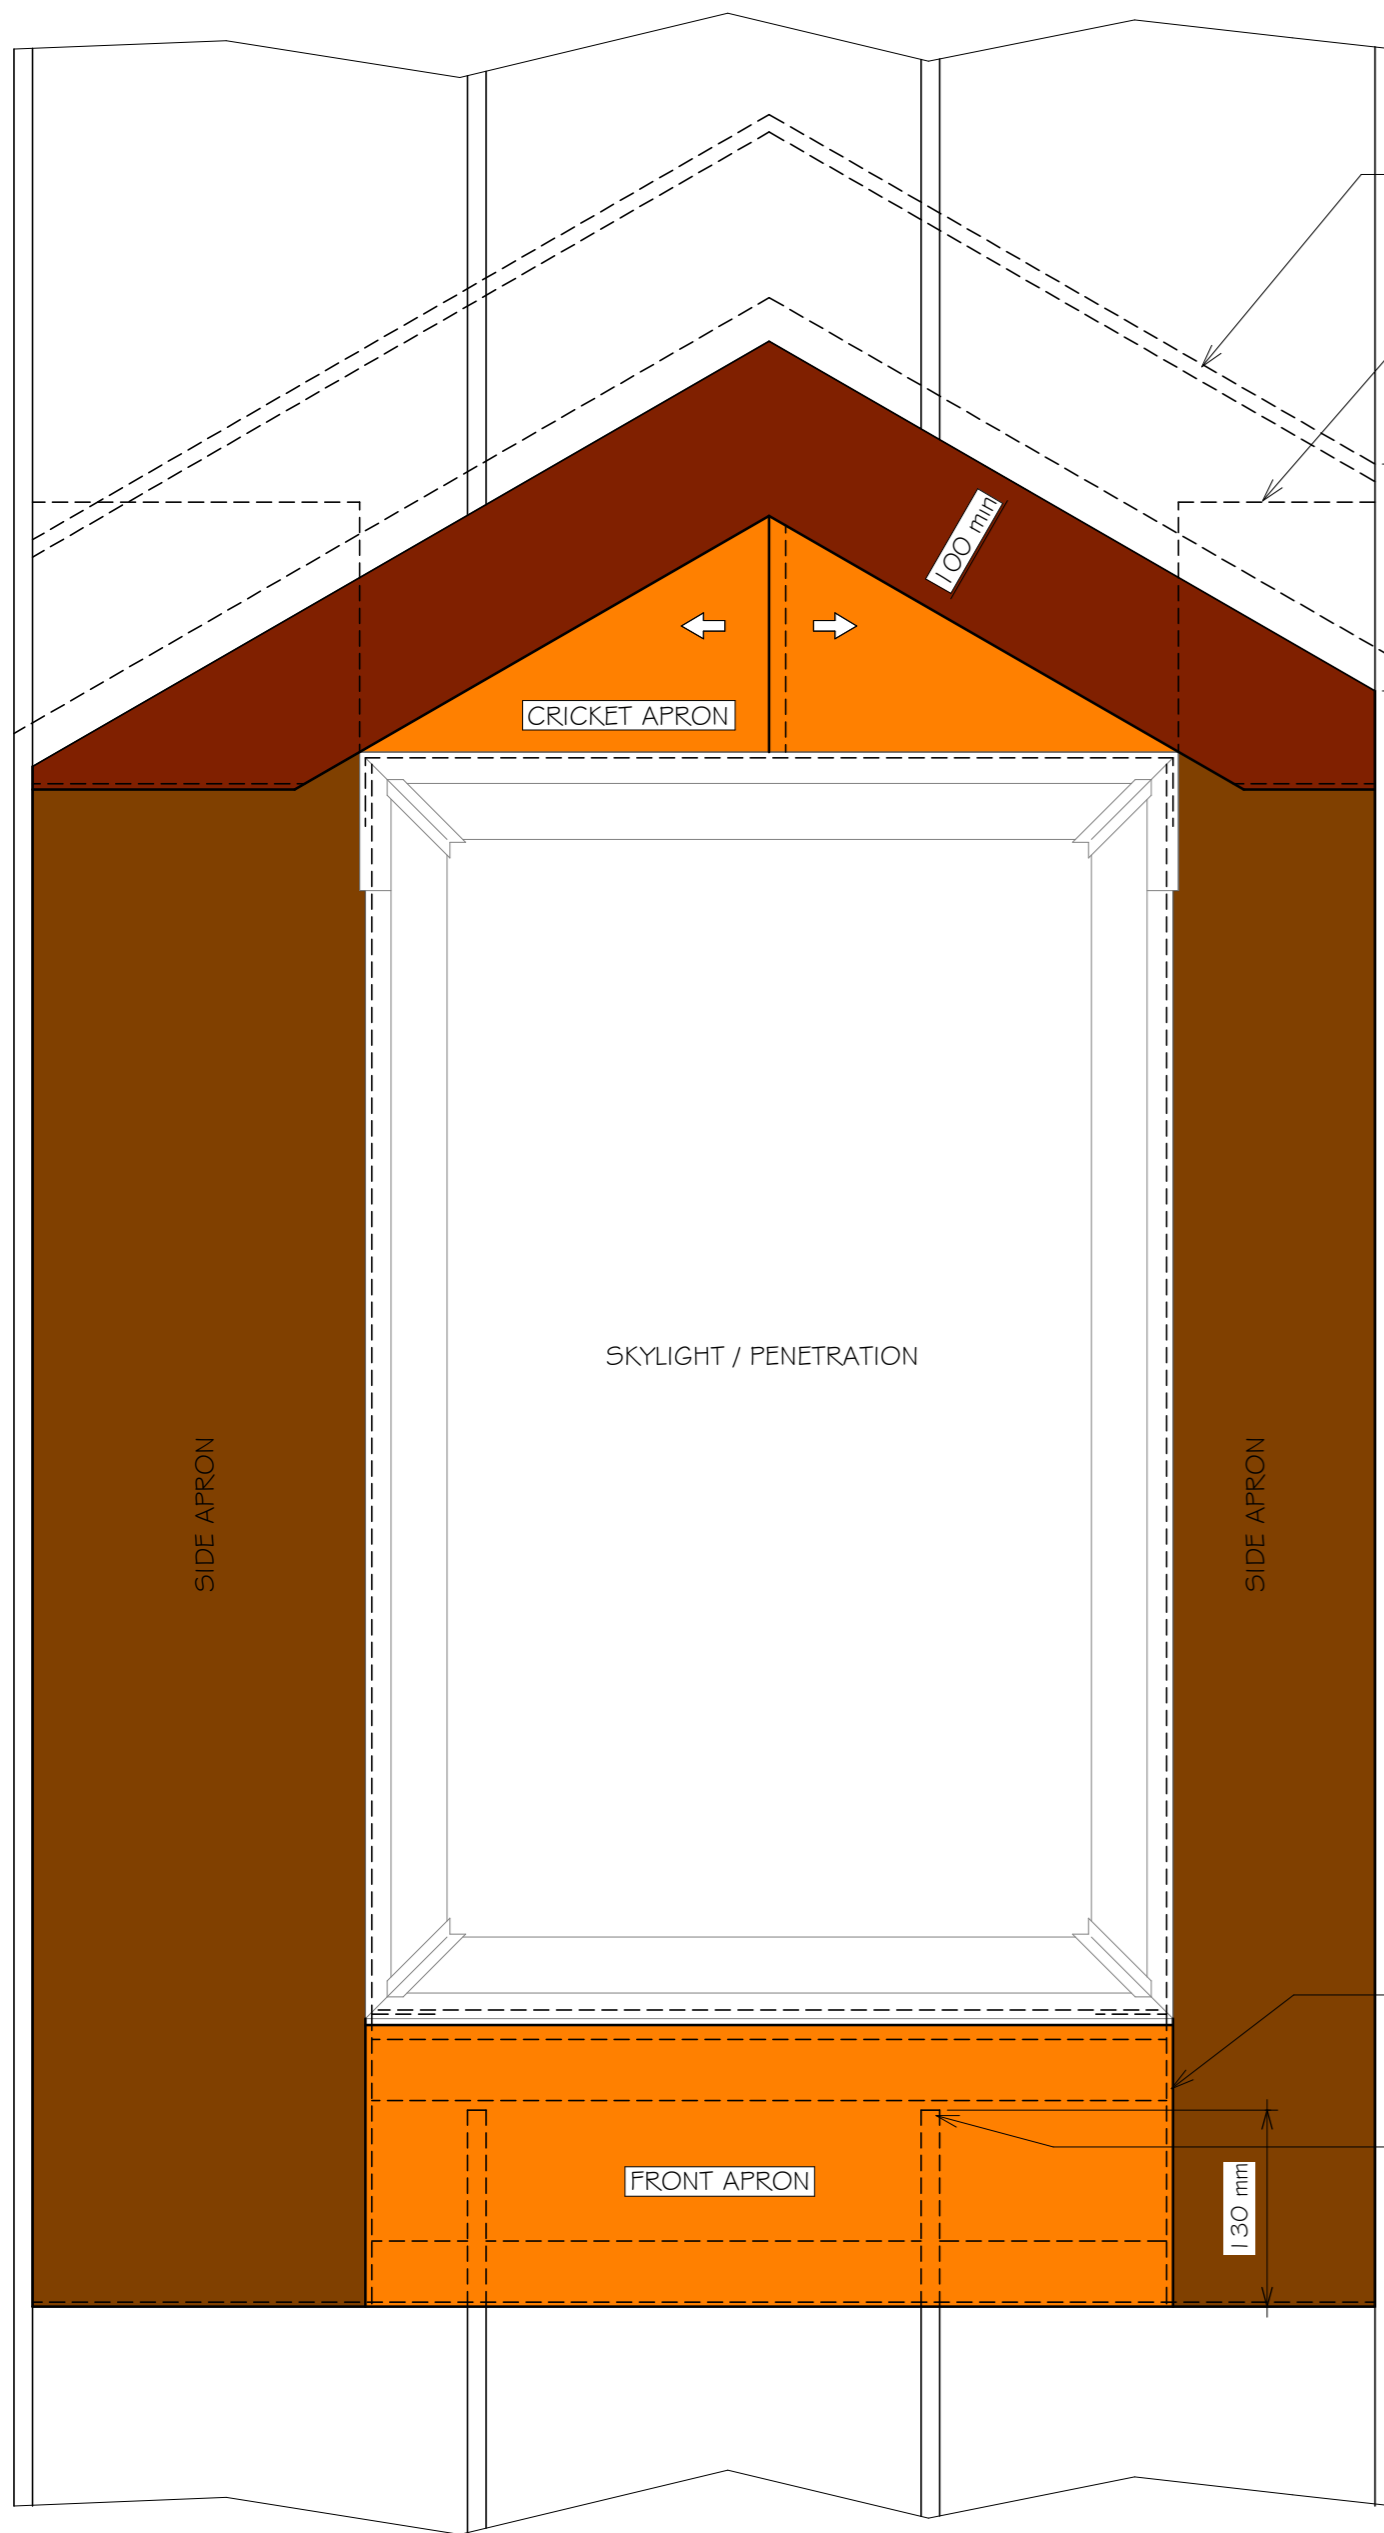 100 min
CRICKET APRON
SKYLIGHT / PENETRATION
SIDE APRON
SIDE APRON
FRONT APRON
130 mm